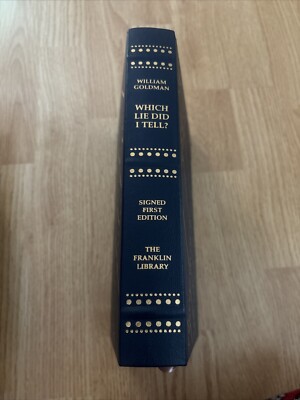 WILLIAM
GOLDMAN
WHICH
LIE DID
I TELL?
SIGNED
FIRST
EDITION
THE
FRANKLIN
LIBRARY